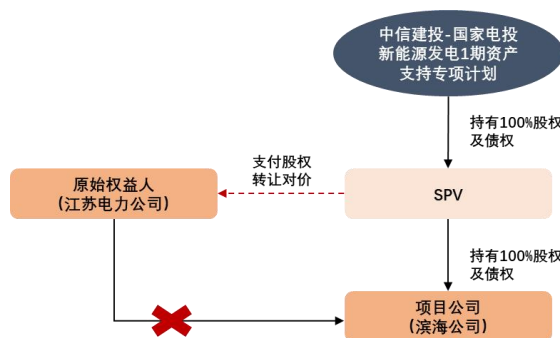 中信建投-国家电投
新能源发电1期资产
支持专项计划
持有100%股权
及债权
支付股权
转让对价
原始权益人
(江苏电力公司)
SPV
持有100%股权
及债权
项目公司
(滨海公司)